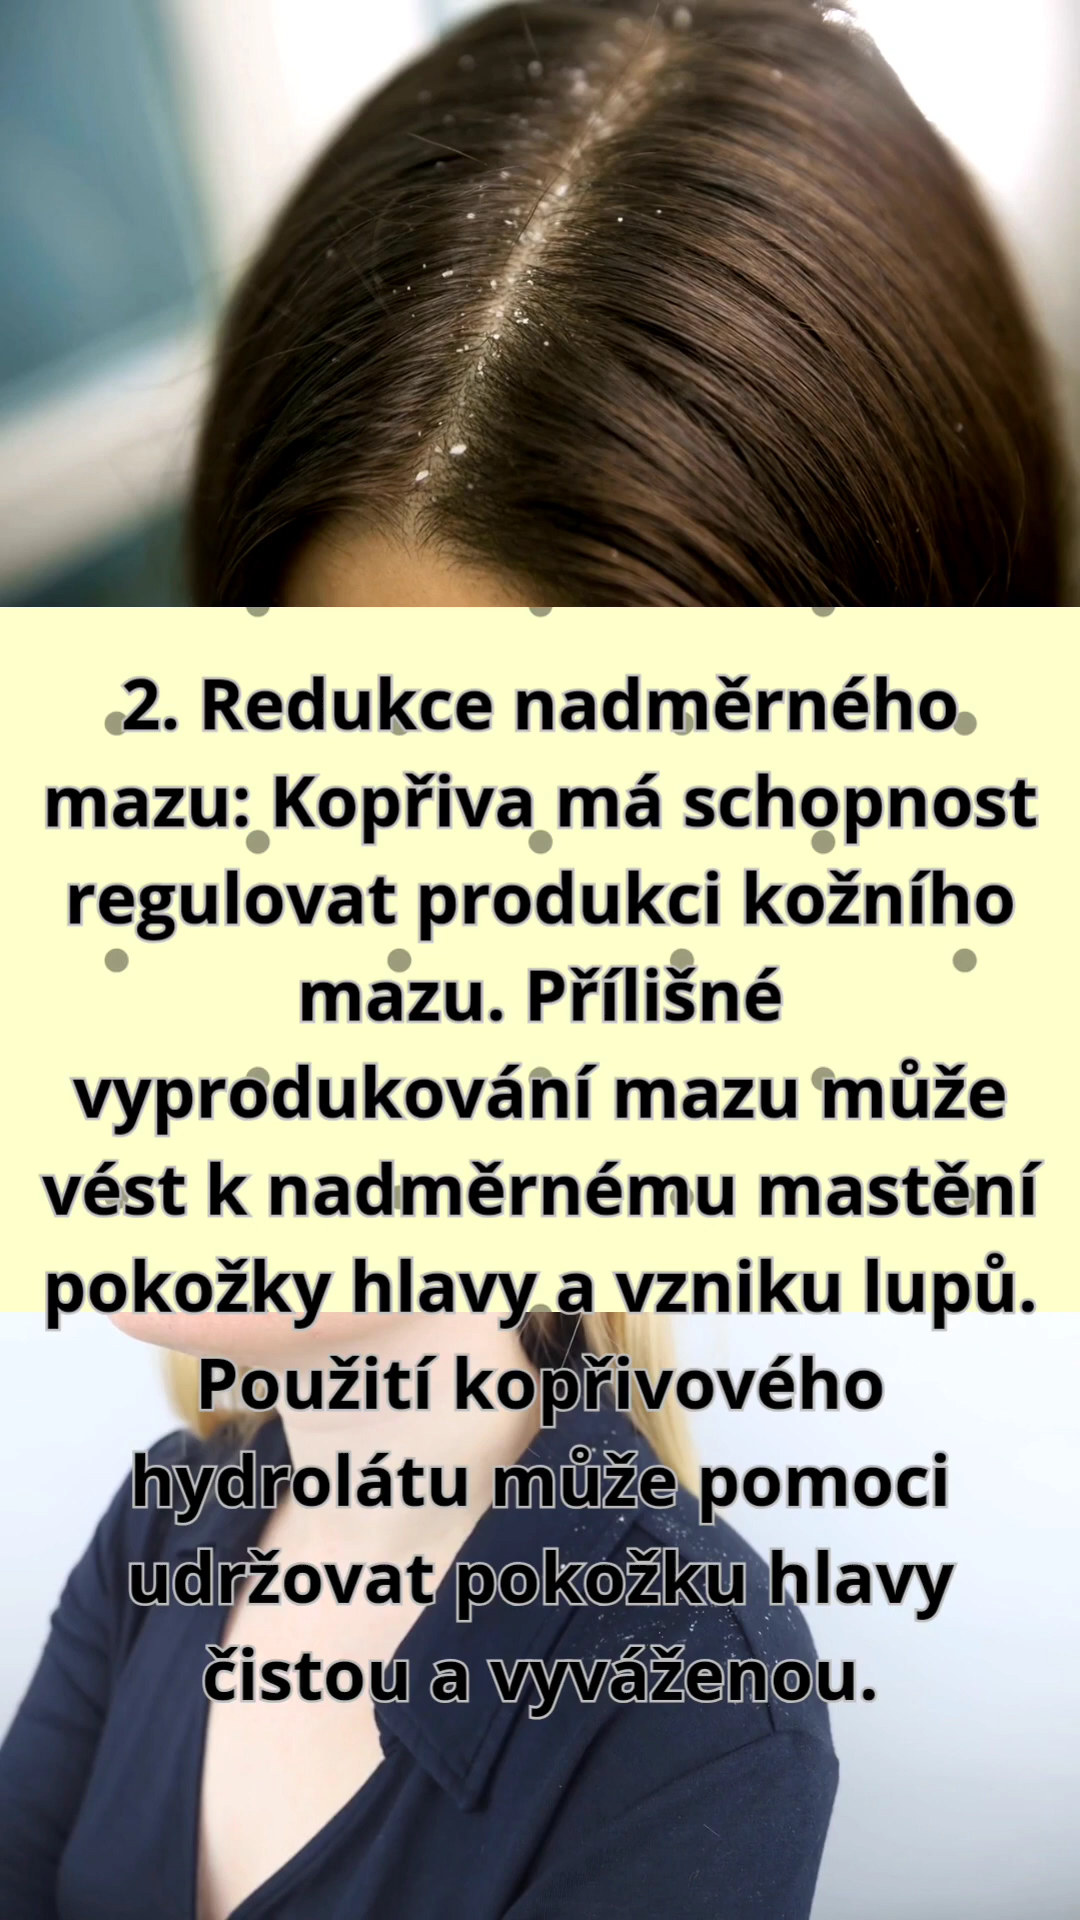 2. Redukce nadměrného
mazu: Kopřiva má schopnost
regulovat produkci kožního
mazu. Přílišné
vyprodukování mazu může
vést k nadměrnému mastění
pokožky hlavy a vzniku lupů.
Použití kopřivového
hydrolátu může pomoci
udržovat pokožku hlavy
čistou a vyváženou.